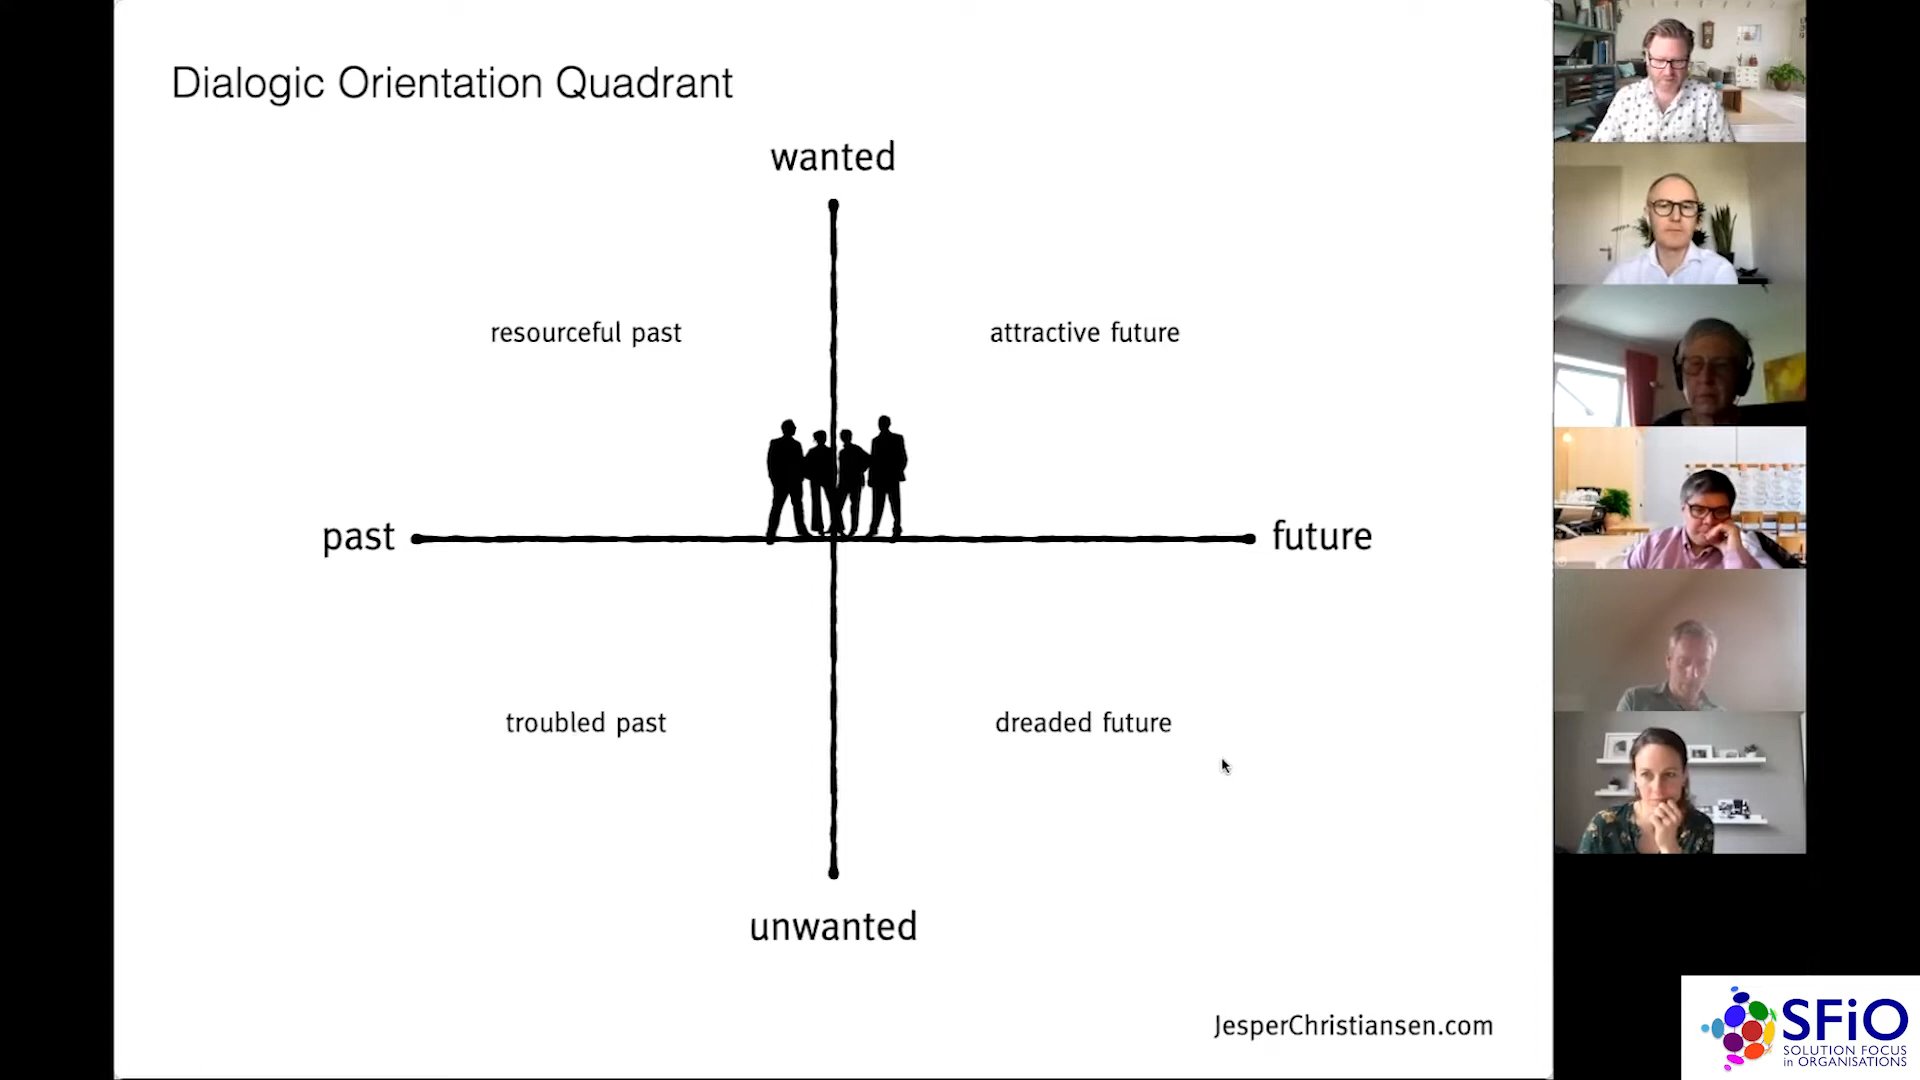 Dialogic Orientation Quadrant
wanted
resourceful past
attractive future
past
future
troubled past
dreaded future
unwanted
JesperChristiansen.com
SFiO
SOLUTION FOCUS
in ORGANISATIONS